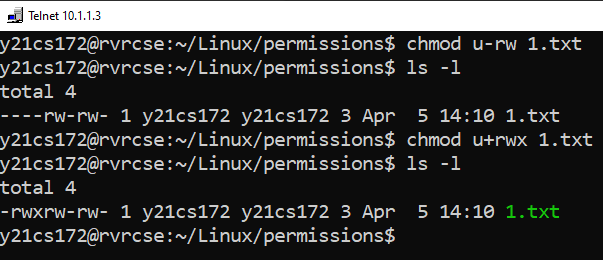 Telnet 10.1.1.3
y21cs172@rvrcse:~/Linux/permissions$ chmod u-rw 1.txt
y21cs172@rvrcse:~/Linux/permissions$ ls -l
total 4
----rw-rw- 1 y21cs172 y21cs172 3 Apr  5 14:10 1.txt
y21cs172@rvrcse:~/Linux/permissions$ chmod u+rwx 1.txt
y21cs172@rvrcse:~/Linux/permissions$ ls -l
total 4
-rwxrw-rw- 1 y21cs172 y21cs172 3 Apr  5 14:10 1.txt
y21cs172@rvrcse:~/Linux/permissions$